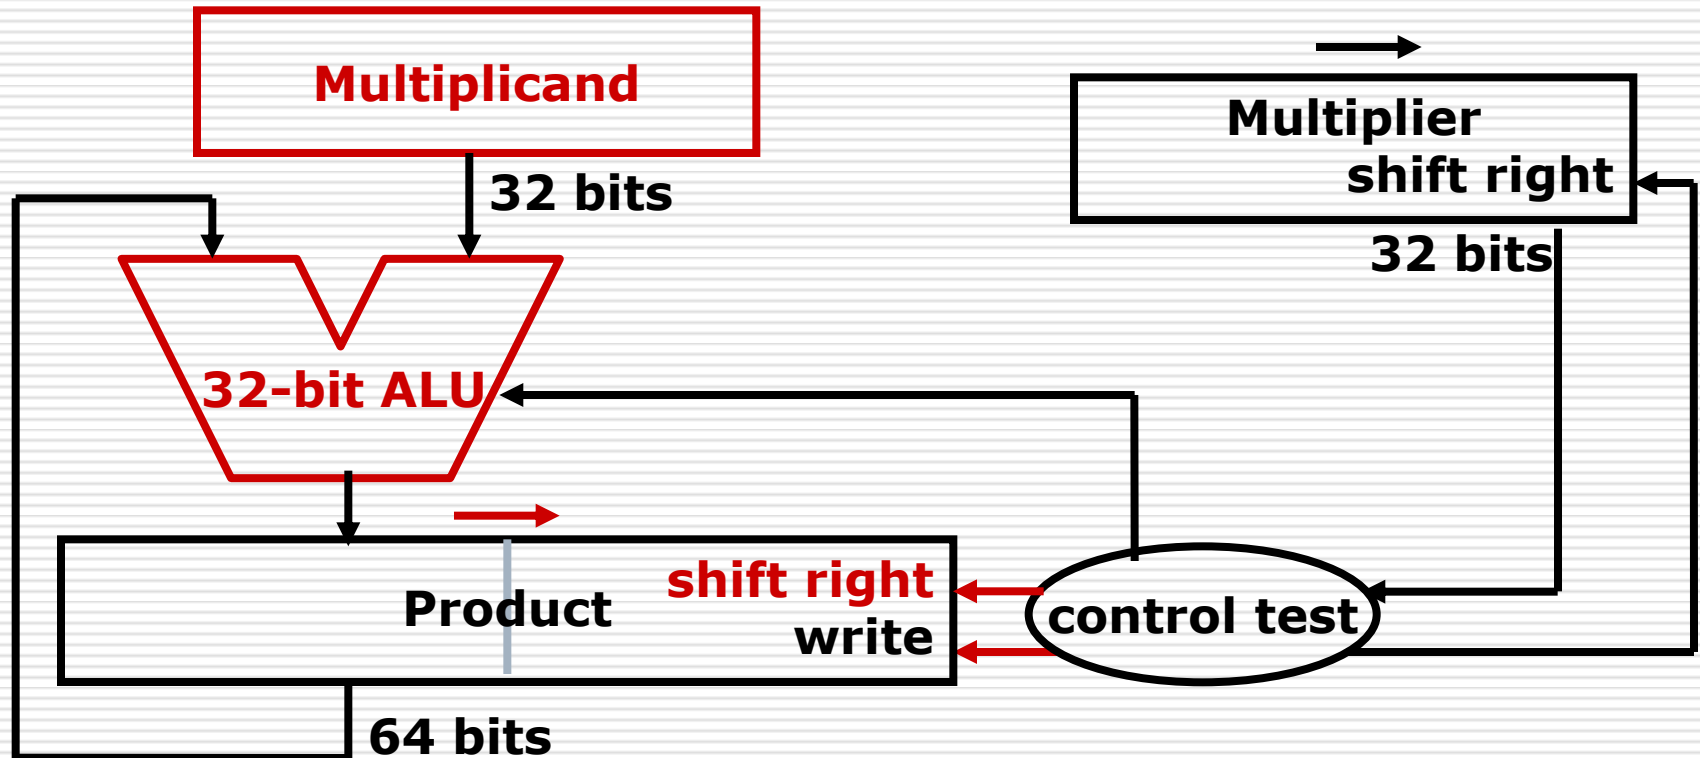 Multiplicand
Multiplier
shift right
32 bits
32 bits
32-bit ALU
shift right
Product
write
control test
64 bits